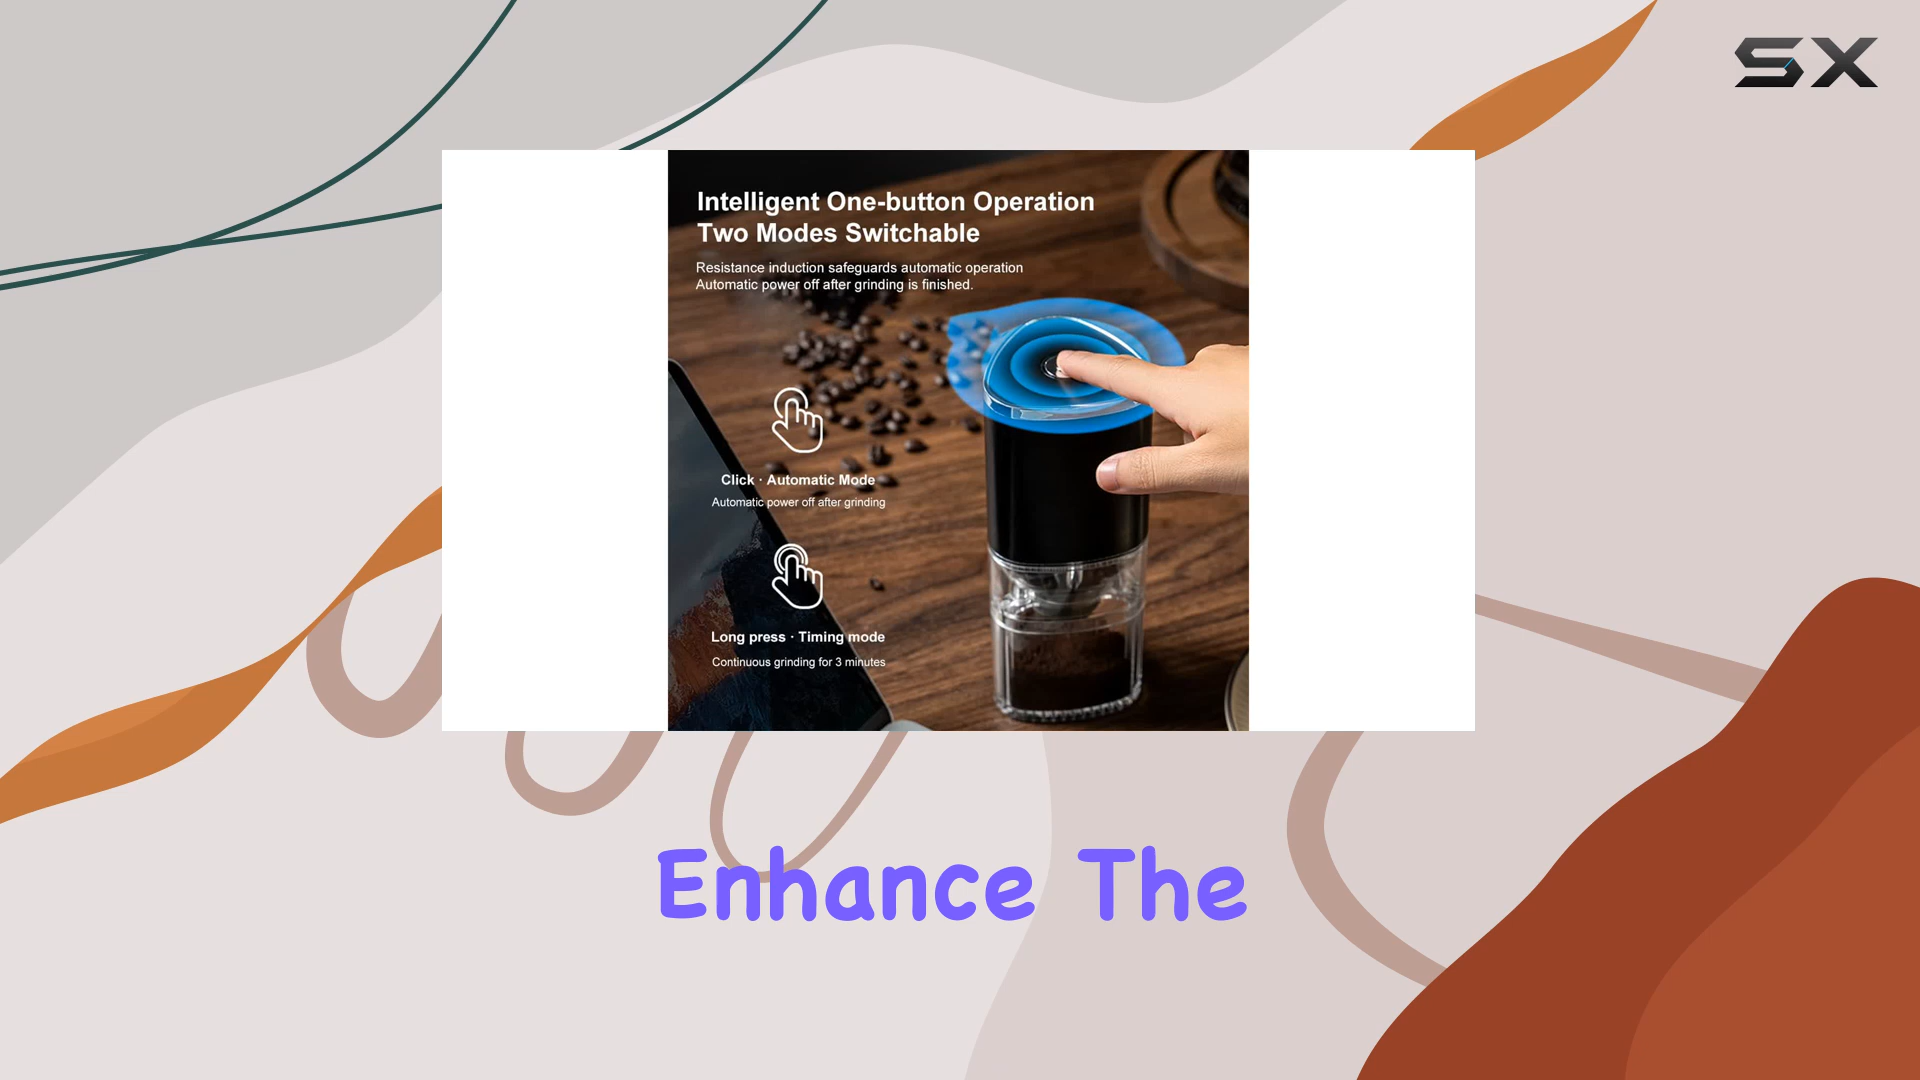 SX
Intelligent One-button Operation
Two Modes Switchable
Resistance induction safeguards automatic operation
Automatic power off after grinding is finished.
Click · Automatic Mode
Automatic power off after grinding
Long press · Timing mode
Continuous grinding for 3 minutes
Enhance The